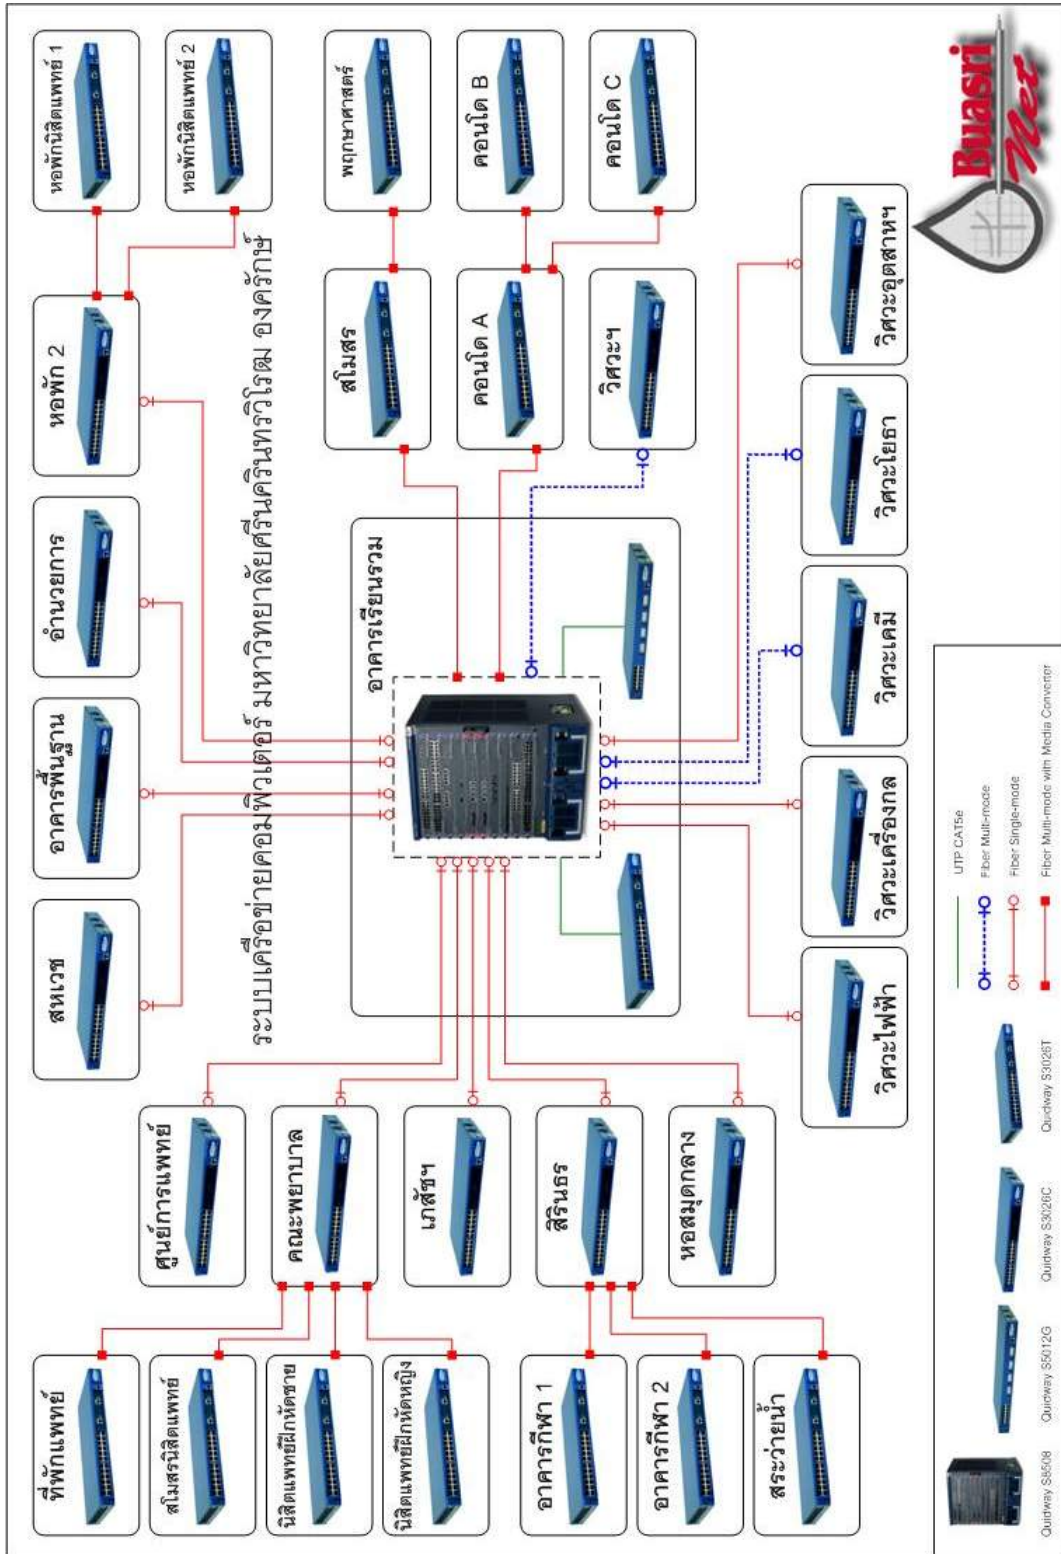 ระบบเครือข่ายคอมพิวเตอร์ มหาวิทยาลัยศรีนครินทรวิโรฒ องครักษ์
สหเวช
อาคารพื้นฐาน
อำนวยการ
หอพัก 2
หอพักนิสิตแพทย์ 1
หอพักนิสิตแพทย์ 2
ที่พักแพทย์
สโมสรนิสิตแพทย์
นิสิตแพทย์ฝึกหัดชาย
นิสิตแพทย์ฝึกหัดหญิง
อาคารกีฬา 1
อาคารกีฬา 2
สระว่ายน้ำ
ศูนย์การแพทย์
คณะพยาบาล
เภสัชฯ
สิรินธร
หอสมุดกลาง
อาคารเรียนรวม
สโมสร
คอนโด A
วิศวะฯ
พฤกษาศาสตร์
คอนโด B
คอนโด C
วิศวะไฟฟ้า
วิศวะเครื่องกล
วิศวะเคมี
วิศวะโยธา
วิศวะอุตสาหฯ
Quidway S8508
Quidway S5012G
Quidway S3026C
Quidway S3026T
UTP CAT5e
Fiber Multi-mode
Fiber Single-mode
Fiber Multi-mode with Media Converter
Buasri
Net